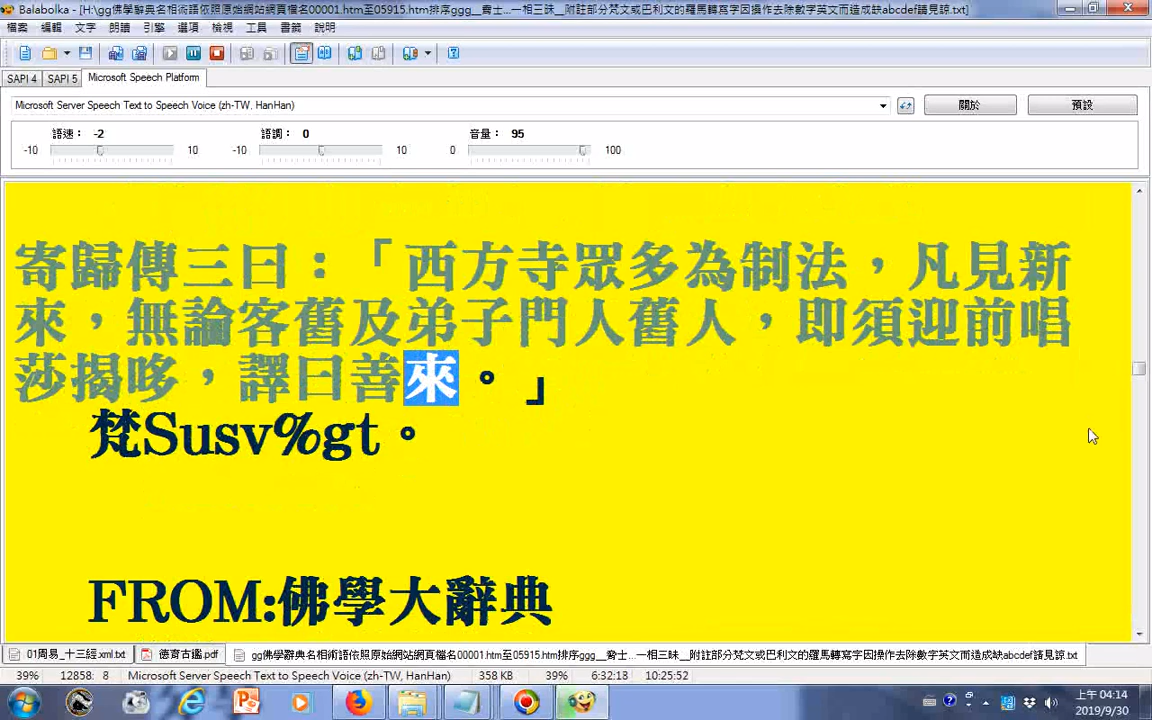 Balabolka - [H:\gg佛學辭典名相術語依照原始網站網頁檔名00001.htm至05915.htm排序ggg__脅士...一相三昧__附註部分梵文或巴利文的羅馬轉寫字因操作去除數字英文而造成缺abcdef請見諒.txt]
檔案 編輯 文字 朗讀 引擎 選項 檢視 工具 書籤 說明
SAPI 4 SAPI 5 Microsoft Speech Platform
Microsoft Server Speech Text to Speech Voice (zh-TW, HanHan) 關於 預設
語速： -2 語調： 0 音量： 95
-10 10 -10 10 0 100
寄歸傳三曰：「西方寺眾多為制法，凡見新
來，無論客舊及弟子門人舊人，即須迎前唱
莎揭哆，譯曰善來。」
梵Susv%gt。
FROM:佛學大辭典
01周易_十三經.xml.txt 德育古鑑.pdf gg佛學辭典名相術語依照原始網站網頁檔名00001.htm至05915.htm排序ggg__脅士...一相三昧__附註部分梵文或巴利文的羅馬轉寫字因操作去除數字英文而造成缺abcdef請見諒.txt
39% 12858: 8 Microsoft Server Speech Text to Speech Voice (zh-TW, HanHan) 358 KB 39% 6:32:18 10:25:52
上午 04:14
2019/9/30